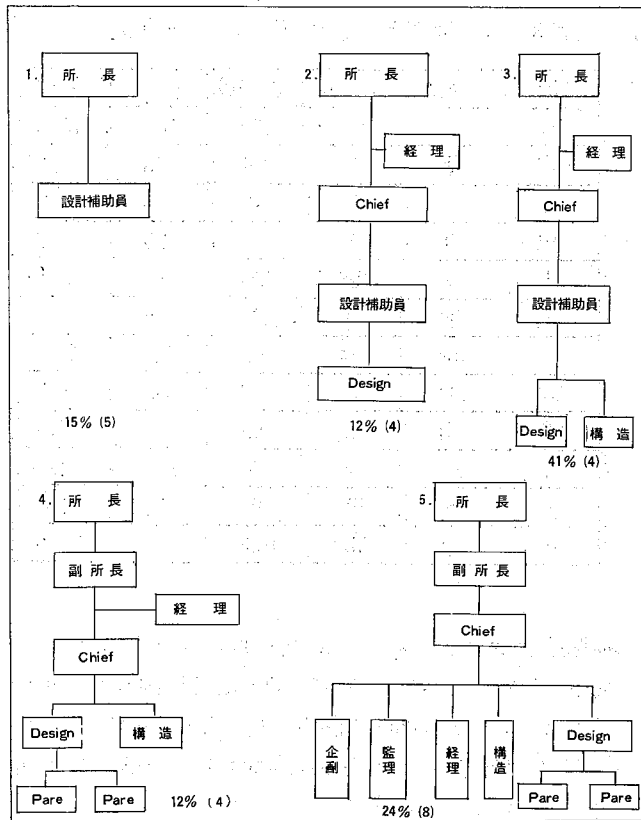 1. 所長
設計補助員
15% (5)
2. 所長
経理
Chief
設計補助員
Design
12% (4)
3. 所長
経理
Chief
設計補助員
Design 構造
41% (4)
4. 所長
副所長
経理
Chief
Design 構造
Pare Pare
12% (4)
5. 所長
副所長
Chief
企劃 監理 経理 構造 Design
Pare Pare
24% (8)